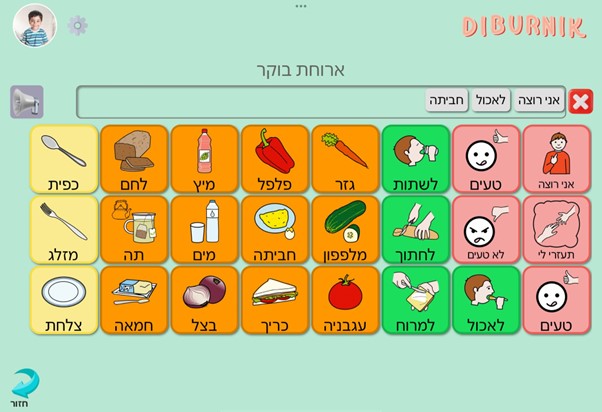 DIBURNIK
ארוחת בוקר
אני רוצה לאכול חביתה
אני רוצה טעים לשתות גזר פלפל מיץ לחם כפית
תעזרי לי לא טעים לחתוך מלפפון חביתה מים תה מזלג
טעים לאכול למרוח עגבניה כריך בצל חמאה צלחת
חזור